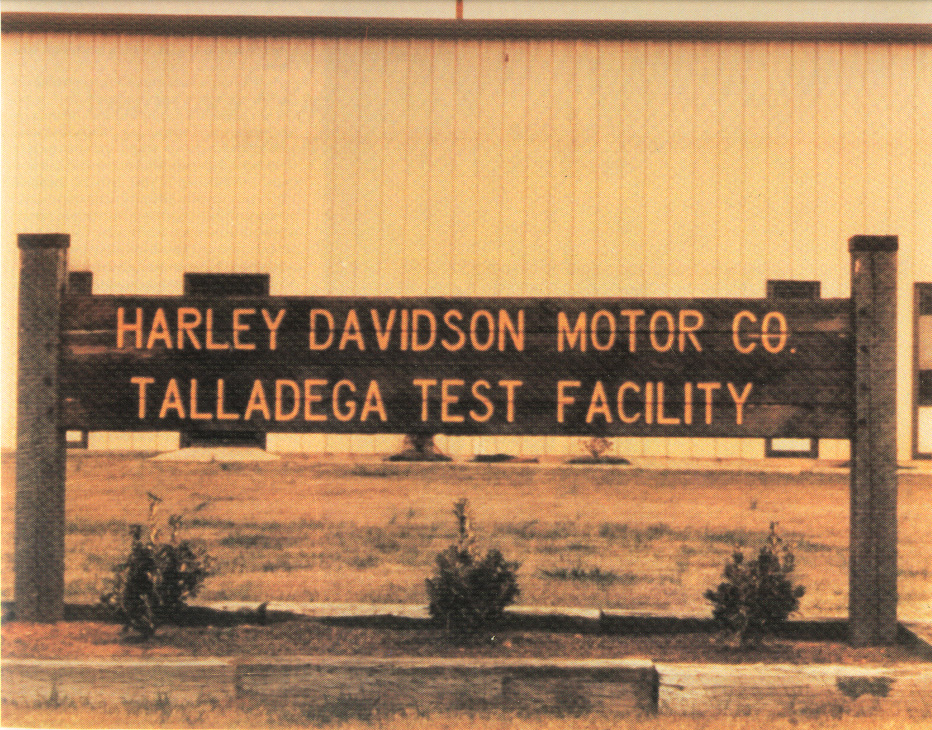 HARLEY DAVIDSON MOTOR CO.
TALLADEGA TEST FACILITY